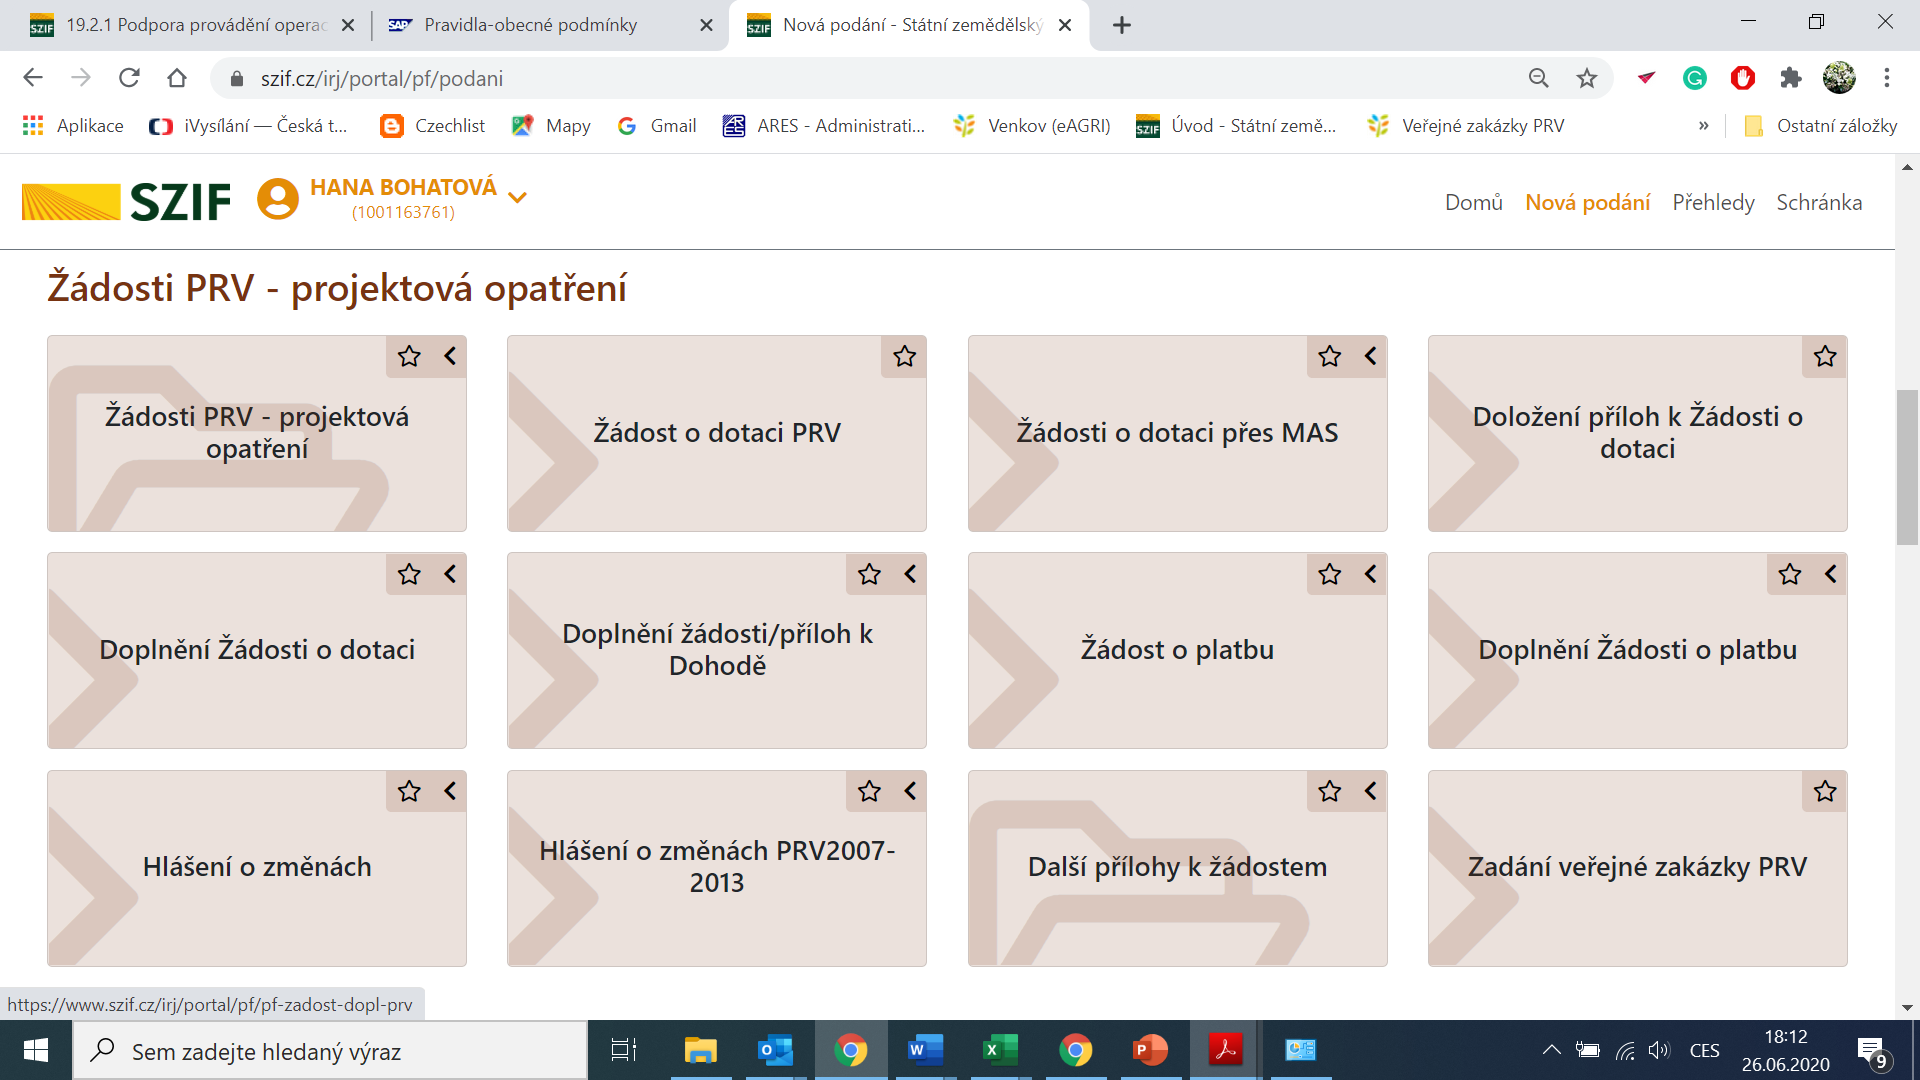 19.2.1 Podpora provádění operac
Pravidla-obecné podmínky
Nová podání - Státní zemědělský
szif.cz/irj/portal/pf/podani
Aplikace
iVysílání — Česká t...
Czechlist
Mapy
Gmail
ARES - Administrati...
Venkov (eAGRI)
Úvod - Státní země...
Veřejné zakázky PRV
»
Ostatní záložky
SZIF
HANA BOHATOVÁ
(1001163761)
Domů
Nová podání
Přehledy
Schránka
Žádosti PRV - projektová opatření
Žádosti PRV - projektová
opatření
Žádost o dotaci PRV
Žádosti o dotaci přes MAS
Doložení příloh k Žádosti o
dotaci
Doplnění Žádosti o dotaci
Doplnění žádosti/příloh k
Dohodě
Žádost o platbu
Doplnění Žádosti o platbu
Hlášení o změnách
Hlášení o změnách PRV2007-
2013
Další přílohy k žádostem
Zadání veřejné zakázky PRV
https://www.szif.cz/irj/portal/pf/pf-zadost-dopl-prv
Sem zadejte hledaný výraz
CES
18:12
26.06.2020
9